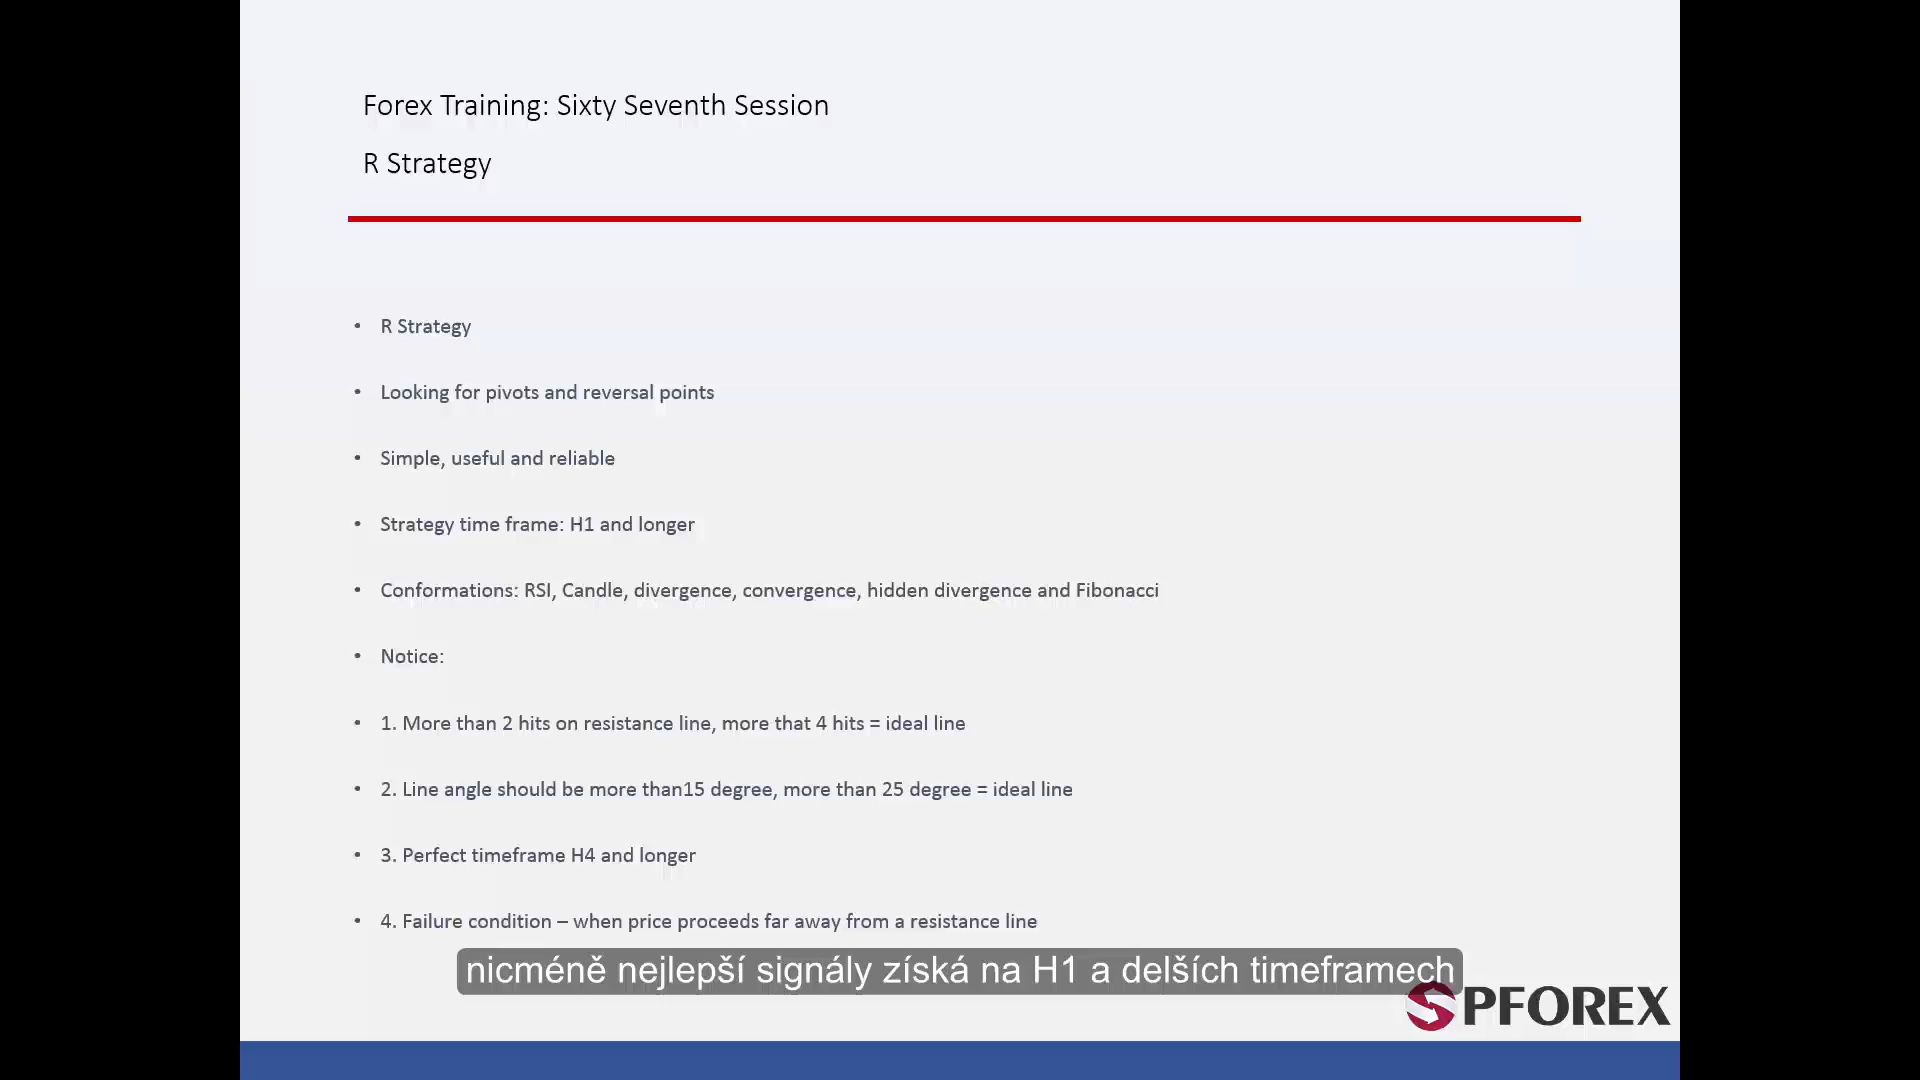 Forex Training: Sixty Seventh Session
R Strategy
• R Strategy
• Looking for pivots and reversal points
• Simple, useful and reliable
• Strategy time frame: H1 and longer
• Conformations: RSI, Candle, divergence, convergence, hidden divergence and Fibonacci
• Notice:
• 1. More than 2 hits on resistance line, more that 4 hits = ideal line
• 2. Line angle should be more than15 degree, more than 25 degree = ideal line
• 3. Perfect timeframe H4 and longer
• 4. Failure condition – when price proceeds far away from a resistance line
nicméně nejlepší signály získá na H1 a delších timeframech
SPFOREX